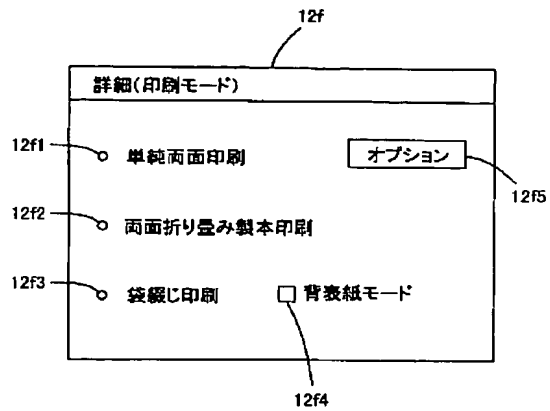 12f
詳細(印刷モード)
12f1
単純両面印刷
オプション
12f5
12f2
両面折り畳み製本印刷
12f3
袋綴じ印刷
背表紙モード
12f4